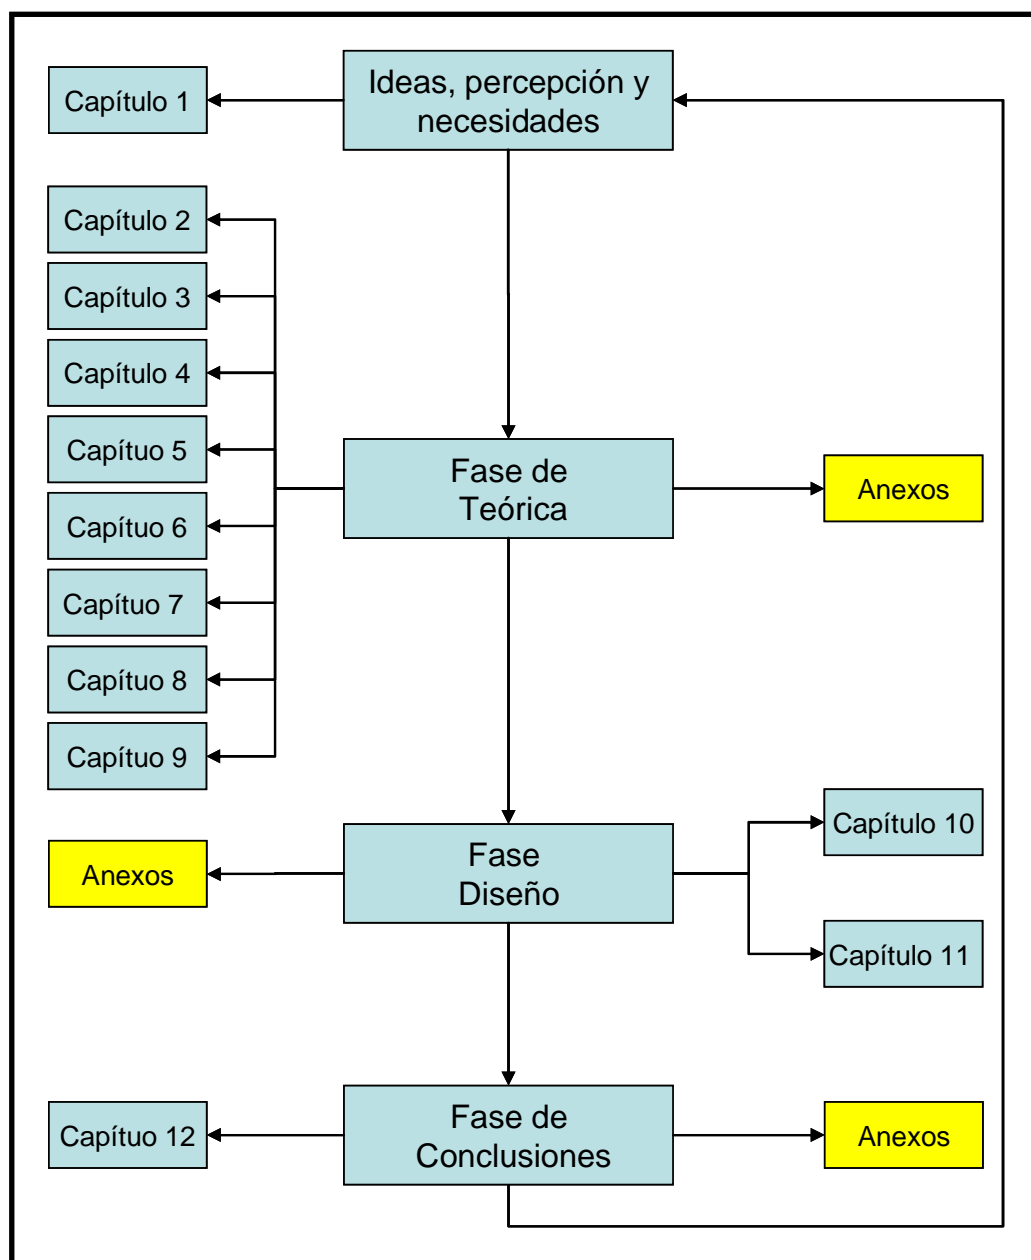 Ideas, percepción y
necesidades
Capítulo 1
Capítulo 2
Capítulo 3
Capítulo 4
Capítuo 5
Capítuo 6
Capítuo 7
Capítuo 8
Capítuo 9
Fase de
Teórica
Anexos
Fase
Diseño
Anexos
Capítulo 10
Capítulo 11
Fase de
Conclusiones
Capítuo 12
Anexos